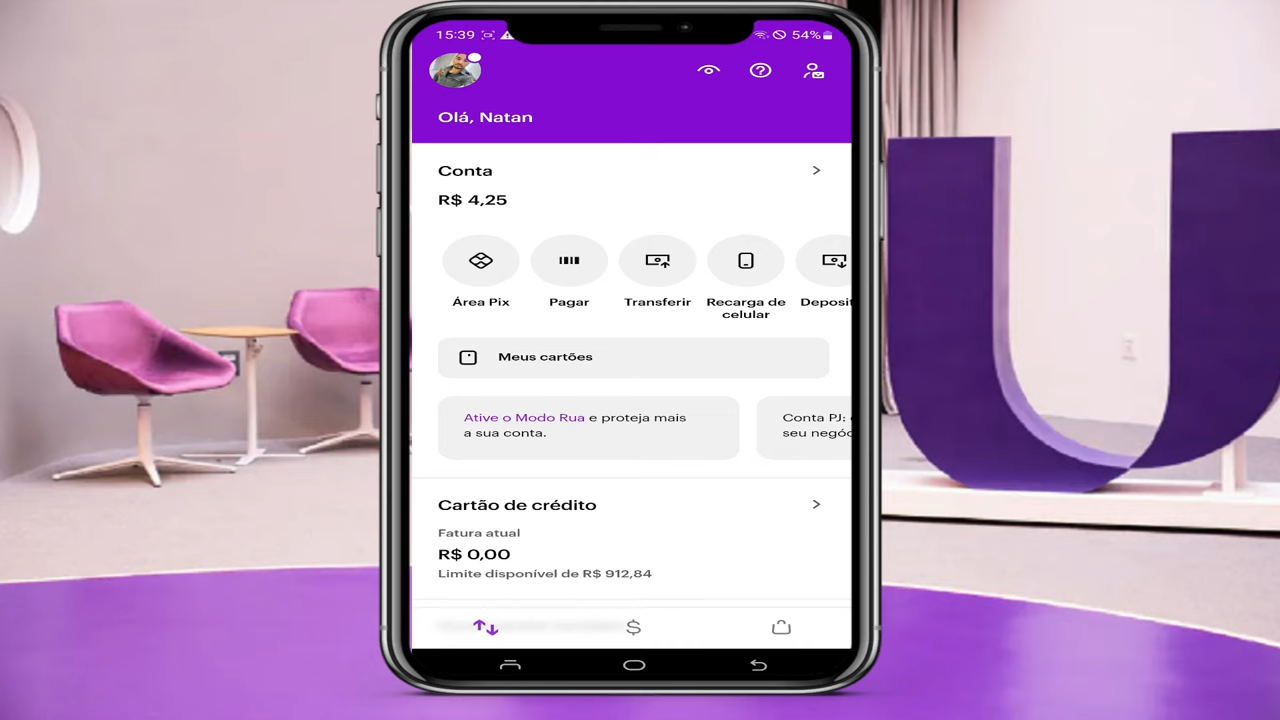 15:39
54%
Olá, Natan
Conta
R$ 4,25
Área Pix
Pagar
Transferir
Recarga de
celular
Deposit
Meus cartões
Ative o Modo Rua e proteja mais
a sua conta.
Conta PJ:
seu negóc
Cartão de crédito
Fatura atual
R$ 0,00
Limite disponível de R$ 912,84